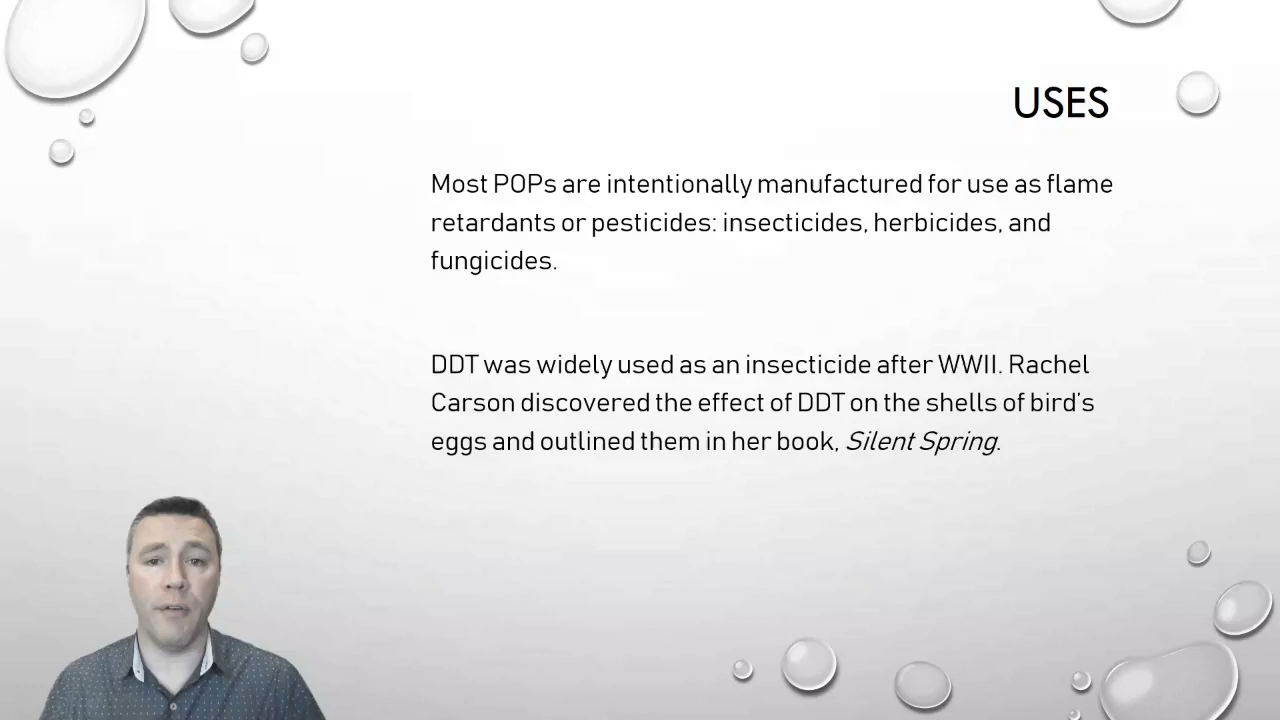 USES
Most POPs are intentionally manufactured for use as flame
retardants or pesticides: insecticides, herbicides, and
fungicides.
DDT was widely used as an insecticide after WWII. Rachel
Carson discovered the effect of DDT on the shells of bird's
eggs and outlined them in her book, Silent Spring.